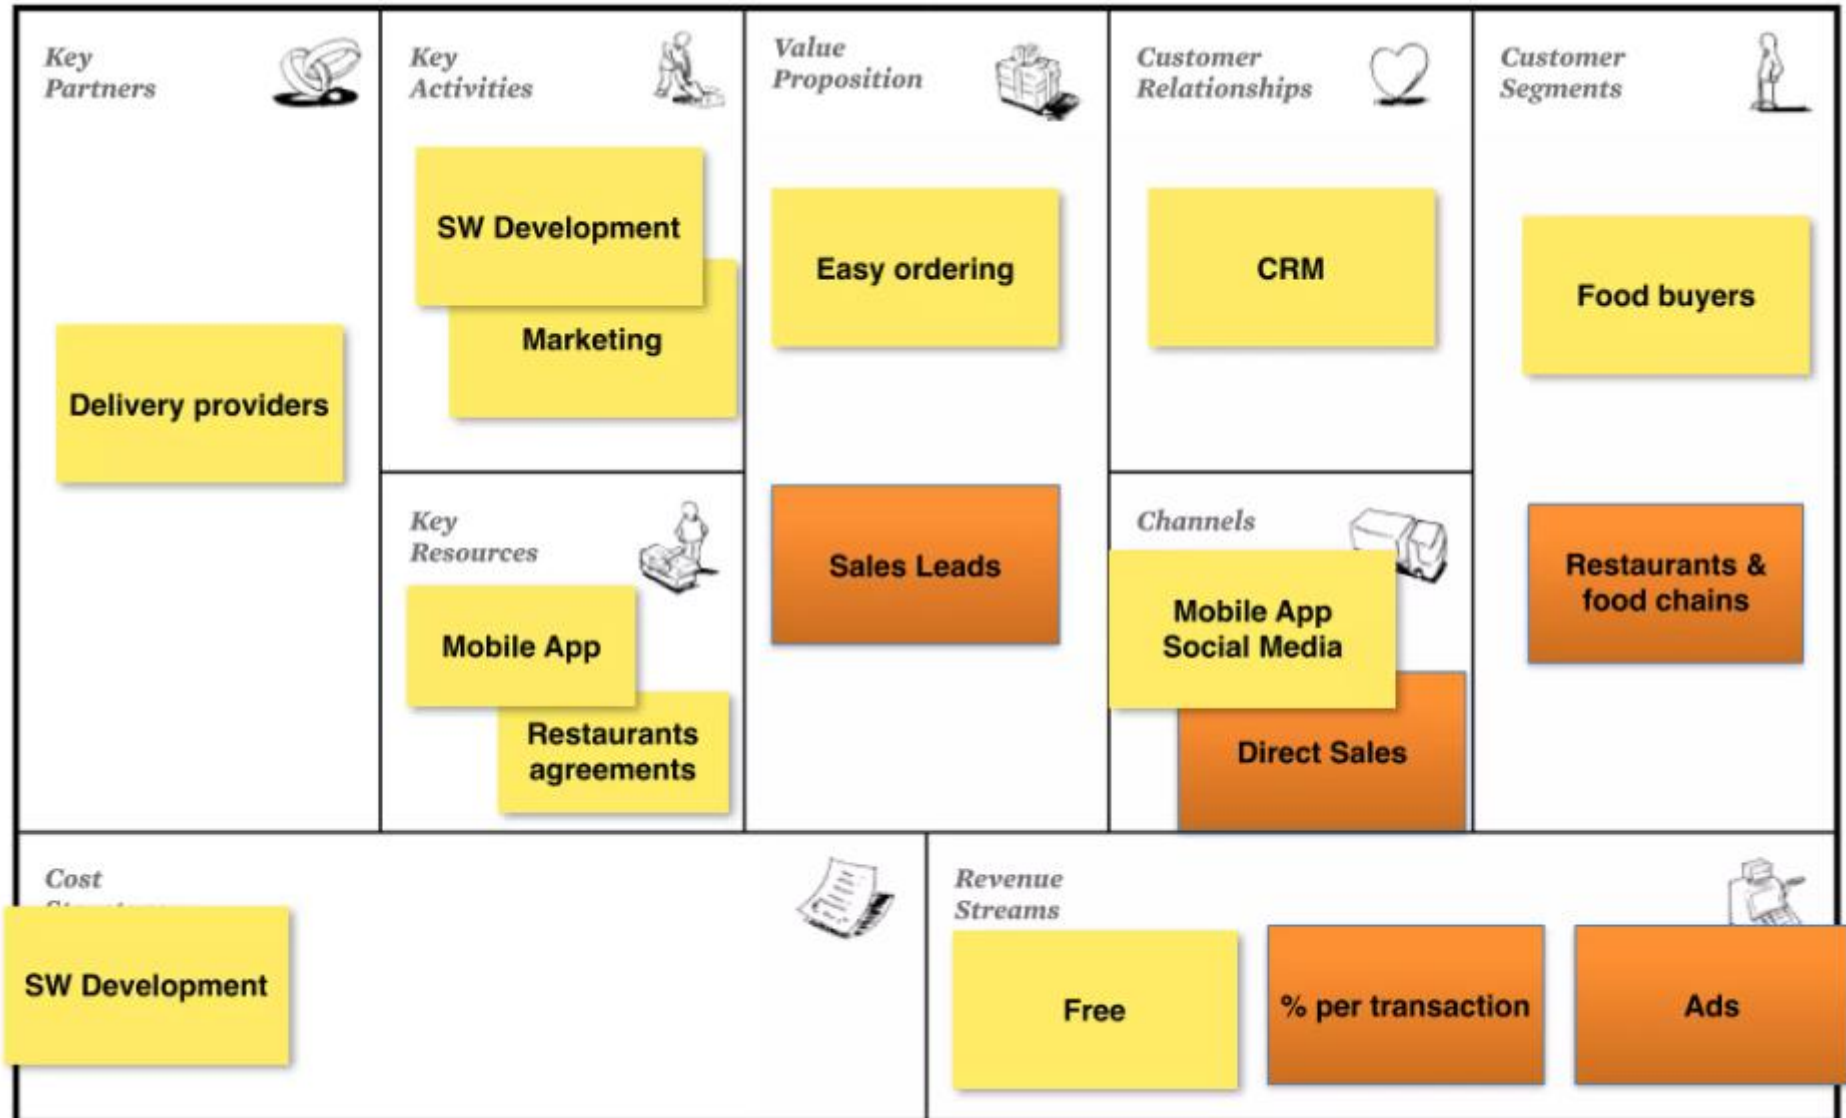 Key
Partners
Delivery providers
Key
Activities
SW Development
Marketing
Key
Resources
Mobile App
Restaurants
agreements
Value
Proposition
Easy ordering
Sales Leads
Customer
Relationships
CRM
Channels
Mobile App
Social Media
Direct Sales
Customer
Segments
Food buyers
Restaurants &
food chains
Cost
SW Development
Revenue
Streams
Free
% per transaction
Ads